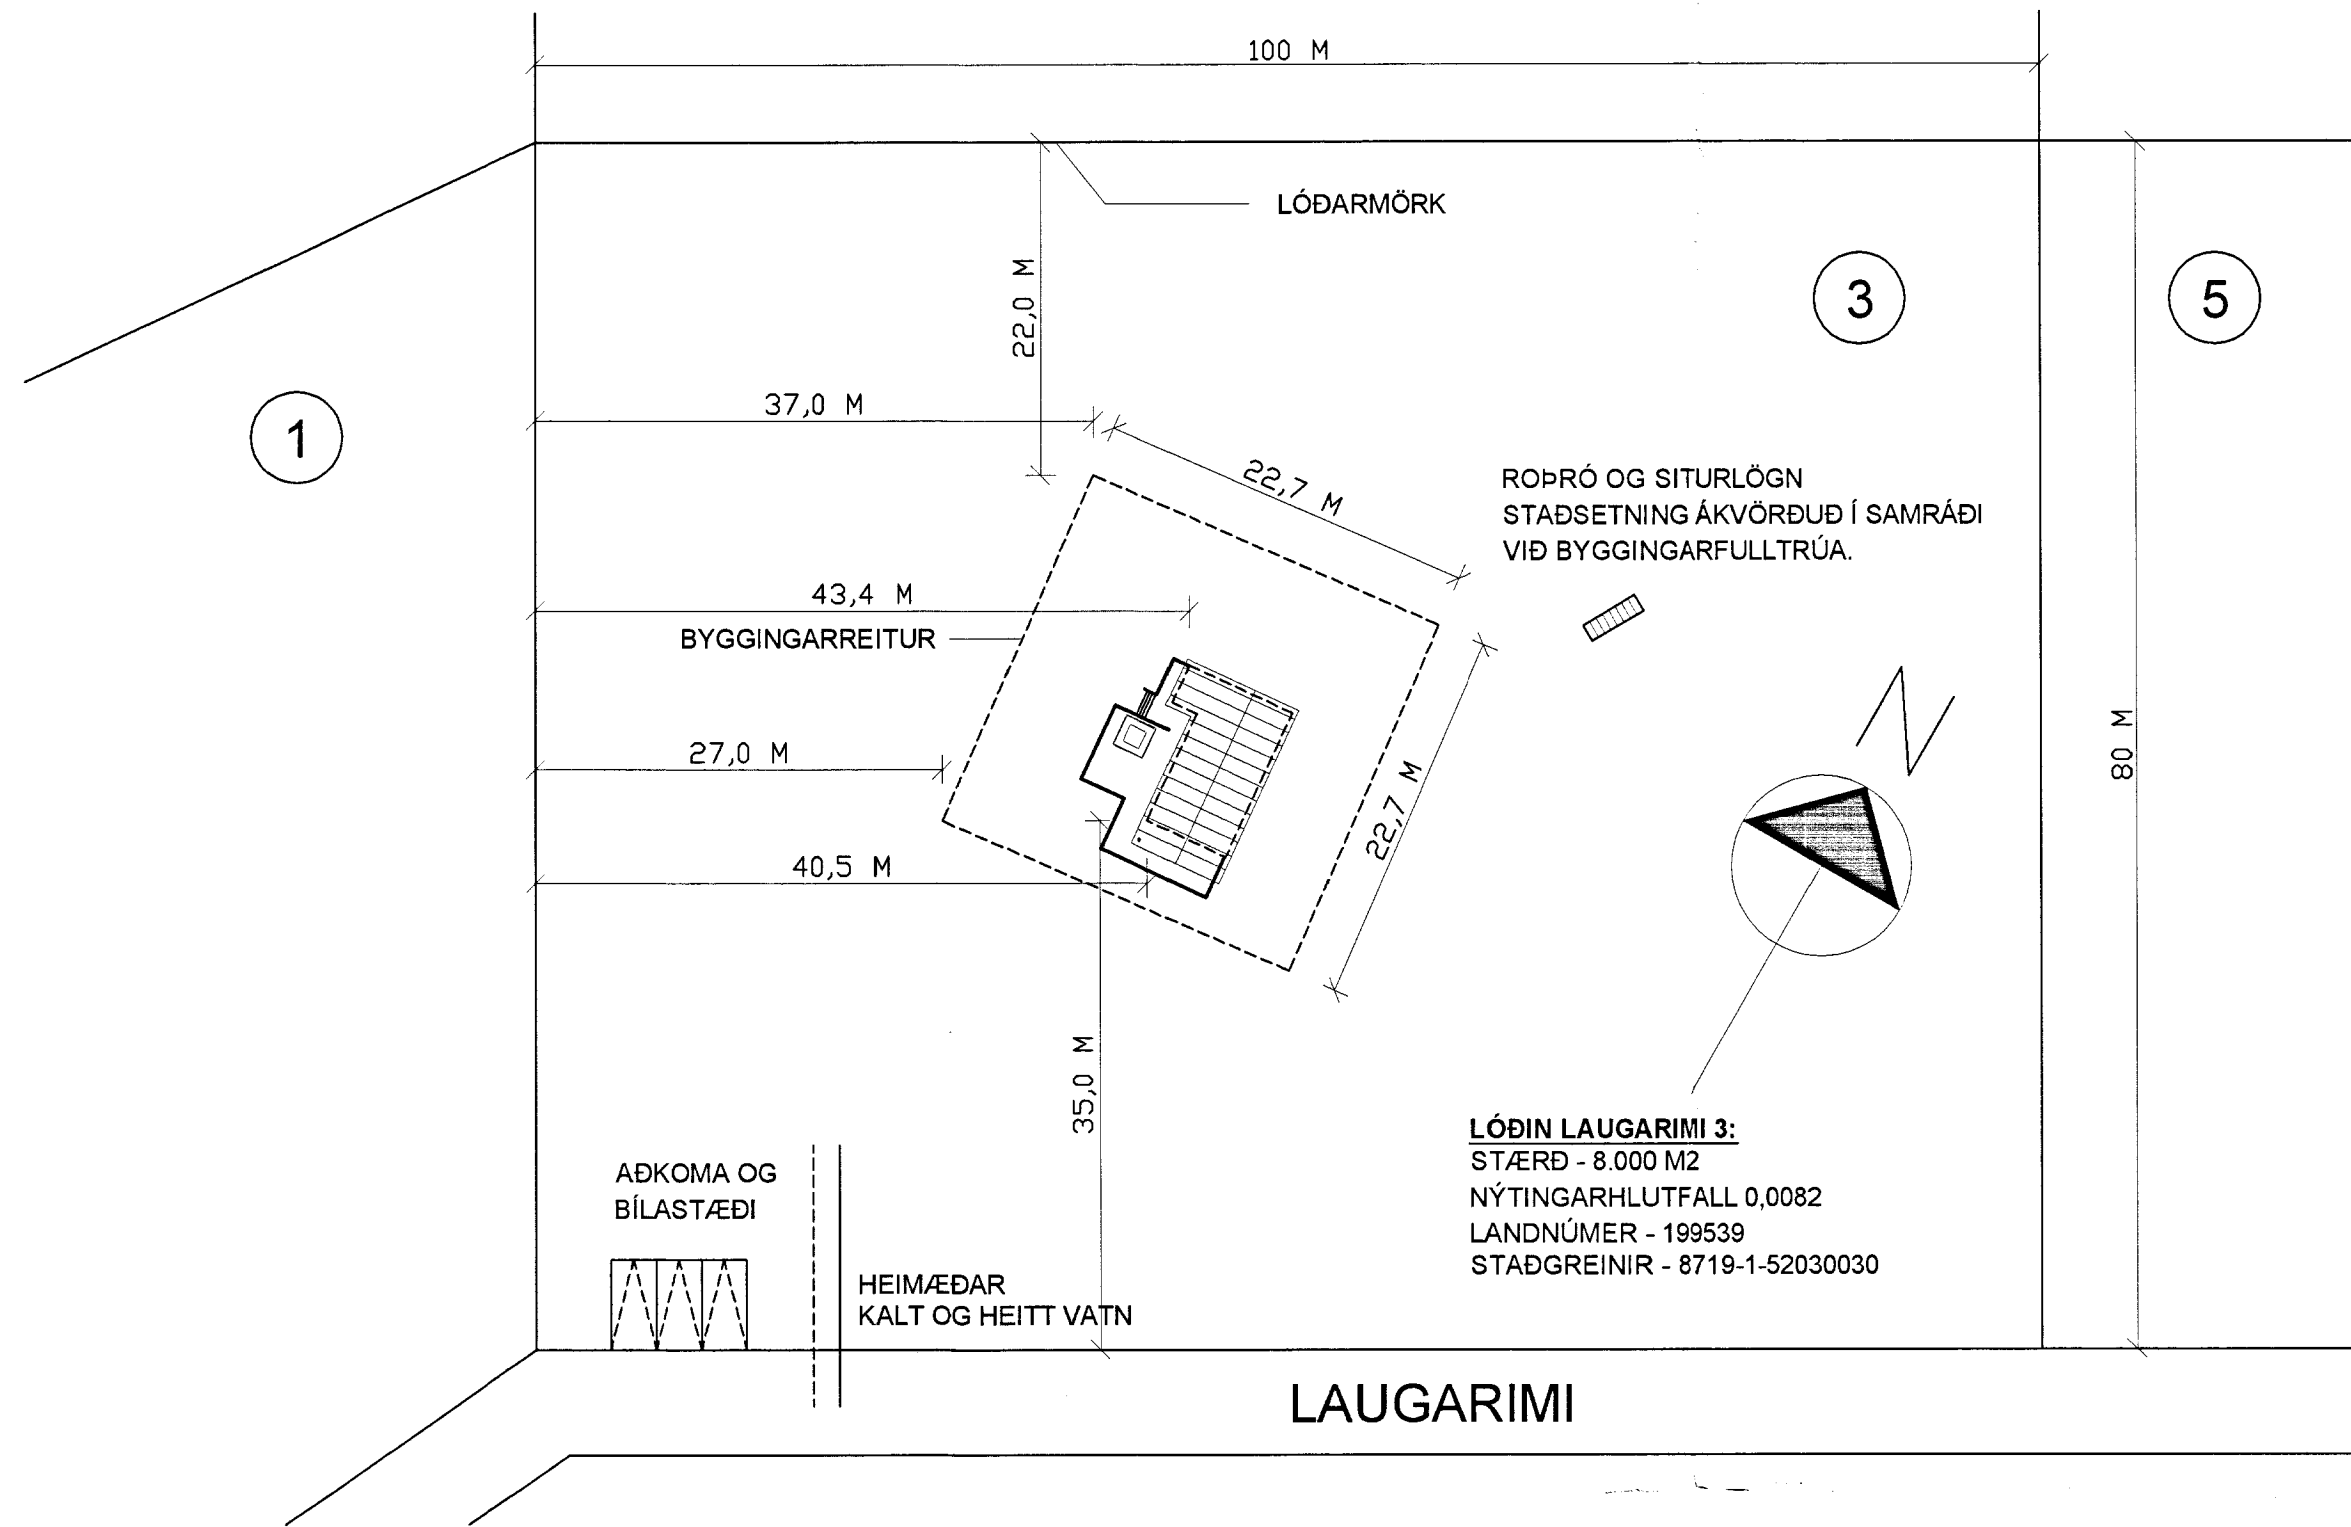 100 M
LÓÐARMÖRK
22,0 M
3
5
37,0 M
1
22,7 M
ROÞRÓ OG SITURLÖGN
STAÐSETNING ÁKVÖRÐUÐ Í SAMRÁÐI
VIÐ BYGGINGARFULLTRÚA.
43,4 M
BYGGINGARREITUR
N
27,0 M
80 M
22,7 M
40,5 M
35,0 M
LÓÐIN LAUGARIMI 3:
STÆRÐ - 8.000 M2
NÝTINGARHLUTFALL 0,0082
LANDNÚMER - 199539
STAÐGREINIR - 8719-1-52030030
AÐKOMA OG
BÍLASTÆÐI
HEIMÆÐAR
KALT OG HEITT VATN
LAUGARIMI